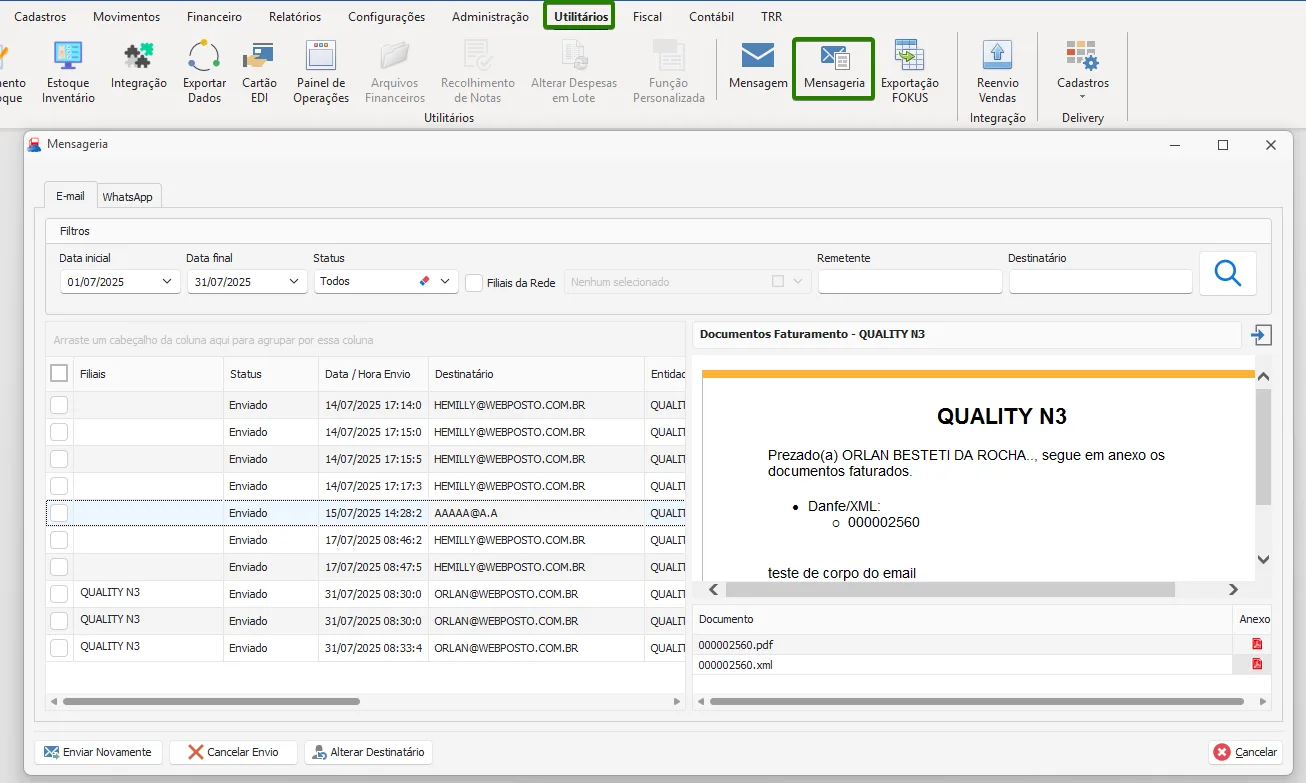 Cadastros Movimentos Financeiro Relatórios Configurações Administração Utilitários Fiscal Contábil TRR
Estoque Inventário
Integração
Exportar Dados
Cartão EDI
Painel de Operações
Arquivos Financeiros
Recolhimento de Notas
Alterar Despesas em Lote
Função Personalizada
Mensagem
Mensageria
Exportação FOKUS
Reenvio Vendas
Cadastros
Utilitários Integração Delivery
Mensageria
E-mail WhatsApp
Filtros
Data inicial Data final Status Remetente Destinatário
01/07/2025 31/07/2025 Todos Filiais da Rede Nenhum selecionado
Arraste um cabeçalho da coluna aqui para agrupar por essa coluna
Filiais Status Data / Hora Envio Destinatário Entidad
Enviado 14/07/2025 17:14:0 HEMILLY@WEBPOSTO.COM.BR QUALIT
Enviado 14/07/2025 17:15:0 HEMILLY@WEBPOSTO.COM.BR QUALIT
Enviado 14/07/2025 17:15:5 HEMILLY@WEBPOSTO.COM.BR QUALIT
Enviado 14/07/2025 17:17:3 HEMILLY@WEBPOSTO.COM.BR QUALIT
Enviado 15/07/2025 14:28:2 AAAAA@A.A QUALIT
Enviado 17/07/2025 08:46:2 HEMILLY@WEBPOSTO.COM.BR QUALIT
Enviado 17/07/2025 08:47:5 HEMILLY@WEBPOSTO.COM.BR QUALIT
QUALITY N3 Enviado 31/07/2025 08:30:0 ORLAN@WEBPOSTO.COM.BR QUALIT
QUALITY N3 Enviado 31/07/2025 08:30:0 ORLAN@WEBPOSTO.COM.BR QUALIT
QUALITY N3 Enviado 31/07/2025 08:33:4 ORLAN@WEBPOSTO.COM.BR QUALIT
Documentos Faturamento - QUALITY N3
QUALITY N3
Prezado(a) ORLAN BESTETI DA ROCHA.., segue em anexo os
documentos faturados.
• Danfe/XML:
o 000002560
teste de corpo do email
Documento Anexo
000002560.pdf
000002560.xml
Enviar Novamente Cancelar Envio Alterar Destinatário Cancelar